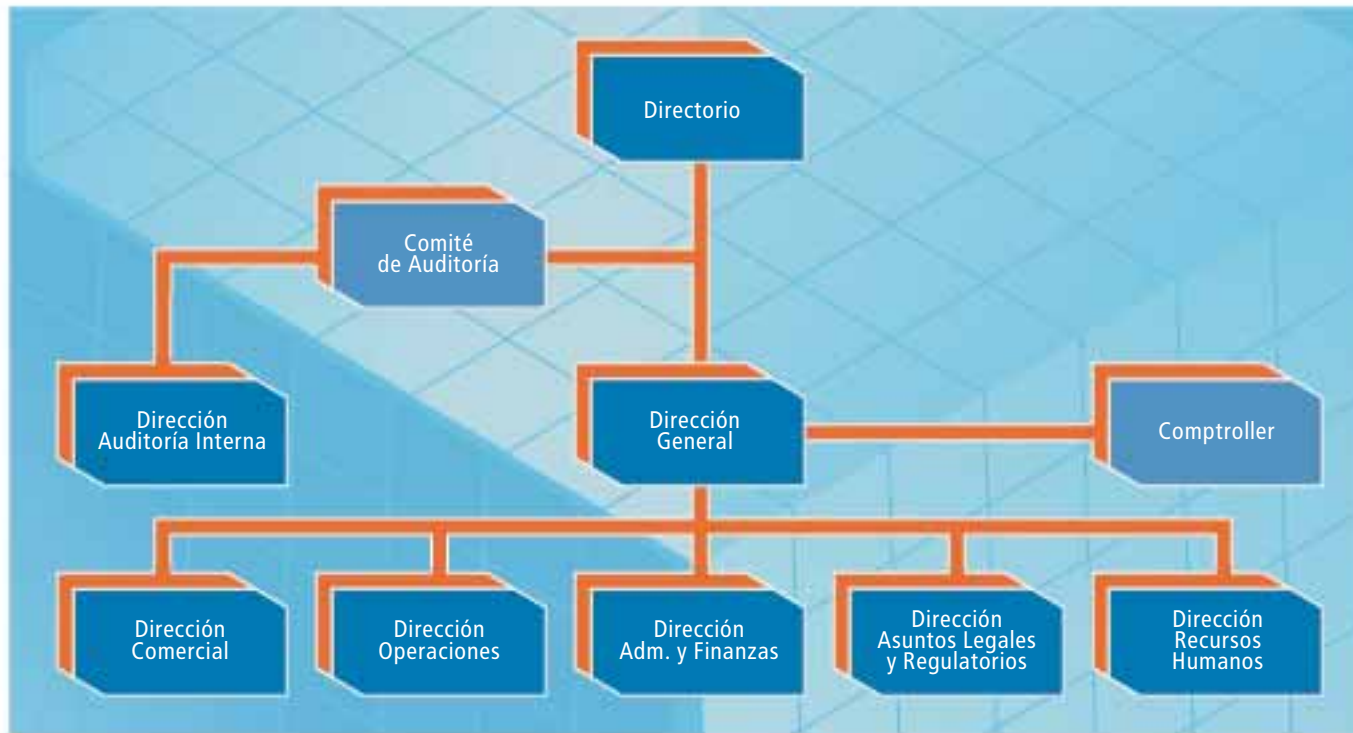 Directorio
Comité
de Auditoría
Dirección
Auditoría Interna
Dirección
General
Comptroller
Dirección
Comercial
Dirección
Operaciones
Dirección
Adm. y Finanzas
Dirección
Asuntos Legales
y Regulatorios
Dirección
Recursos
Humanos